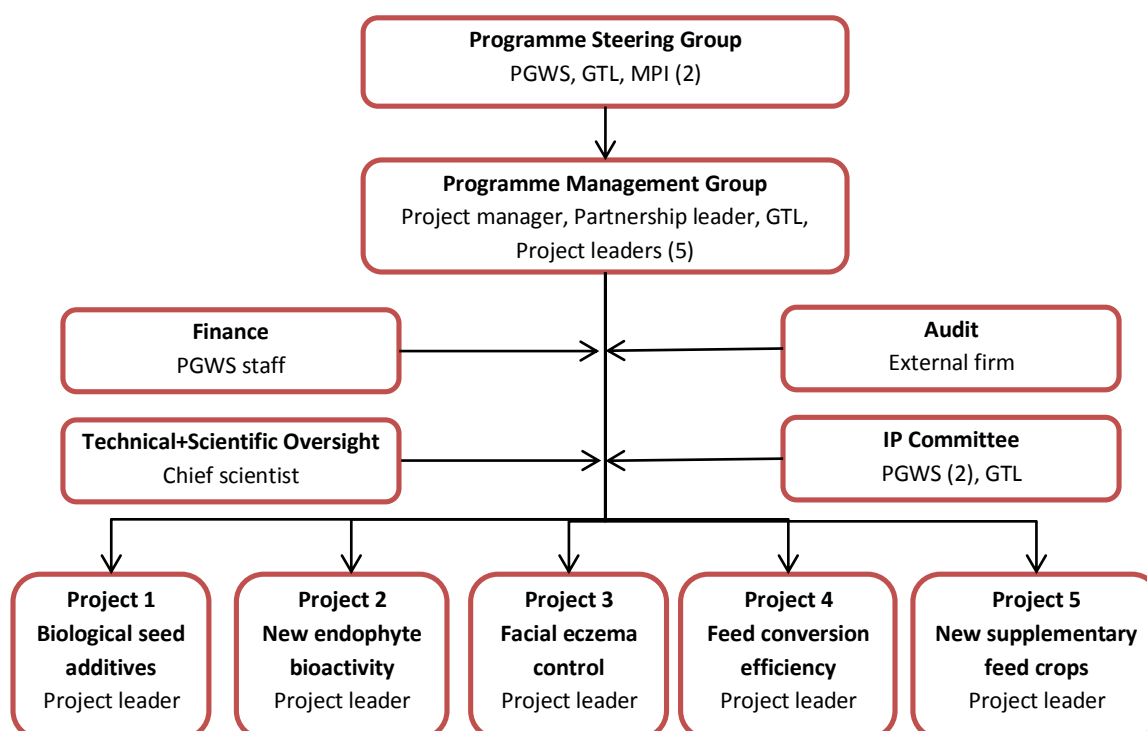 Programme Steering Group
PGWS, GTL, MPI (2)
Programme Management Group
Project manager, Partnership leader, GTL,
Project leaders (5)
Finance
PGWS staff
Audit
External firm
Technical+Scientific Oversight
Chief scientist
IP Committee
PGWS (2), GTL
Project 1
Biological seed
additives
Project leader
Project 2
New endophyte
bioactivity
Project leader
Project 3
Facial eczema
control
Project leader
Project 4
Feed conversion
efficiency
Project leader
Project 5
New supplementary
feed crops
Project leader